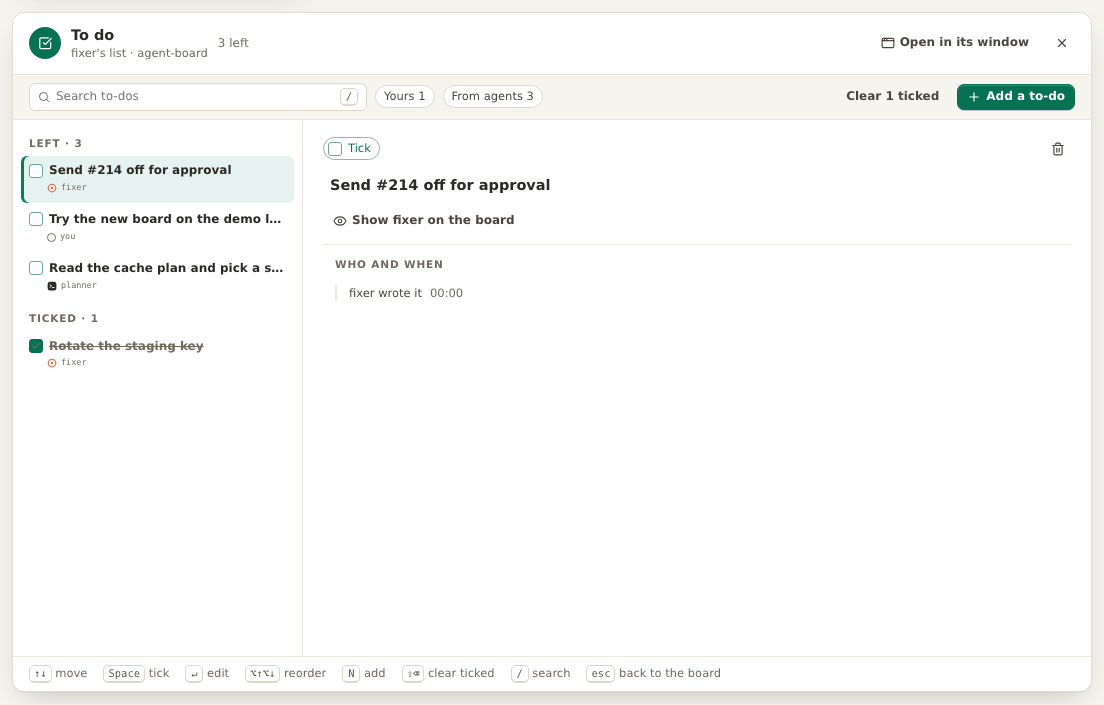 To do
fixer's list · agent-board
3 left
Open in its window
Search to-dos
/
Yours 1
From agents 3
Clear 1 ticked
Add a to-do
LEFT · 3
Send #214 off for approval
fixer
Try the new board on the demo l…
you
Read the cache plan and pick a s…
planner
TICKED · 1
Rotate the staging key
fixer
Tick
Send #214 off for approval
Show fixer on the board
WHO AND WHEN
fixer wrote it 00:00
↑↓ move Space tick ↵ edit ⌥↑⌥↓ reorder N add ⇧⌫ clear ticked / search esc back to the board